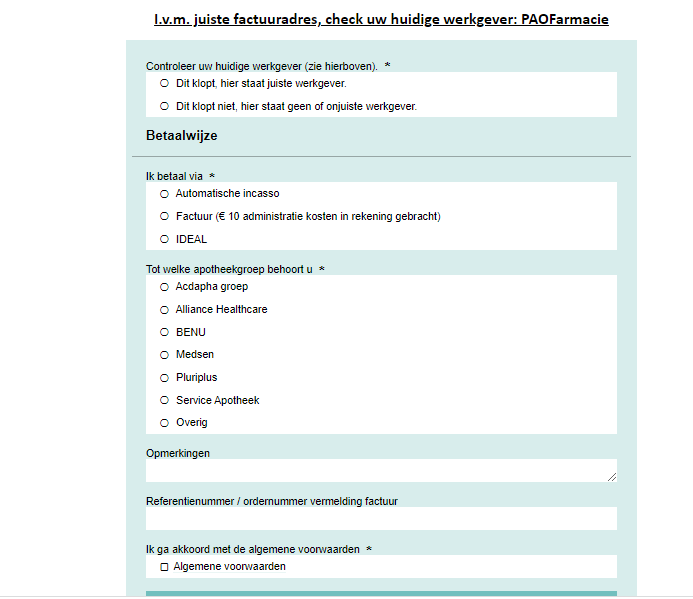 I.v.m. juiste factuuradres, check uw huidige werkgever: PAOFarmacie
Controleer uw huidige werkgever (zie hierboven). *
Dit klopt, hier staat juiste werkgever.
Dit klopt niet, hier staat geen of onjuiste werkgever.
Betaalwijze
Ik betaal via *
Automatische incasso
Factuur (€ 10 administratie kosten in rekening gebracht)
IDEAL
Tot welke apotheekgroep behoort u *
Acdapha groep
Alliance Healthcare
BENU
Medsen
Pluriplus
Service Apotheek
Overig
Opmerkingen
Referentienummer / ordernummer vermelding factuur
Ik ga akkoord met de algemene voorwaarden *
Algemene voorwaarden